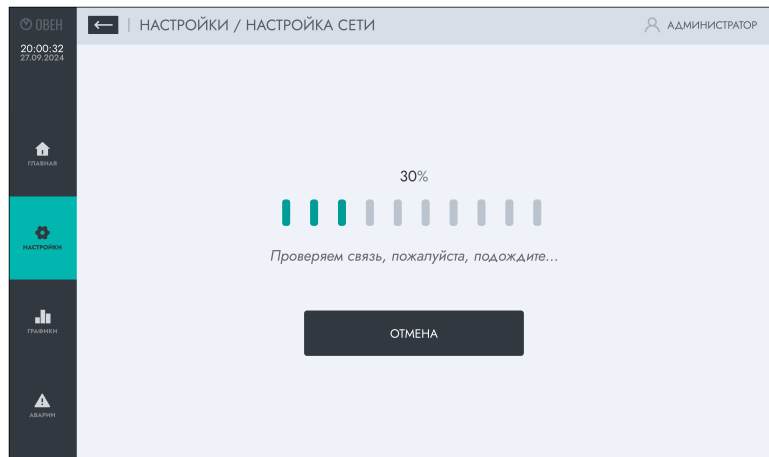 ОВЕН
НАСТРОЙКИ / НАСТРОЙКА СЕТИ
АДМИНИСТРАТОР
20:00:32
27.09.2024
ГЛАВНАЯ
НАСТРОЙКИ
ГРАФИКИ
АВАРИИ
30%
Проверяем связь, пожалуйста, подождите...
ОТМЕНА